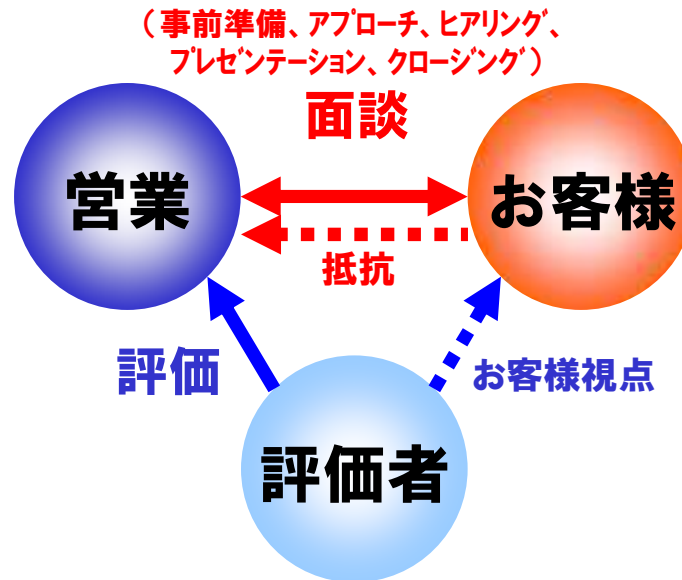 （事前準備、アプローチ、ヒアリング、
プレゼンテーション、クロージング）
面談
営業
お客様
抵抗
評価
お客様視点
評価者